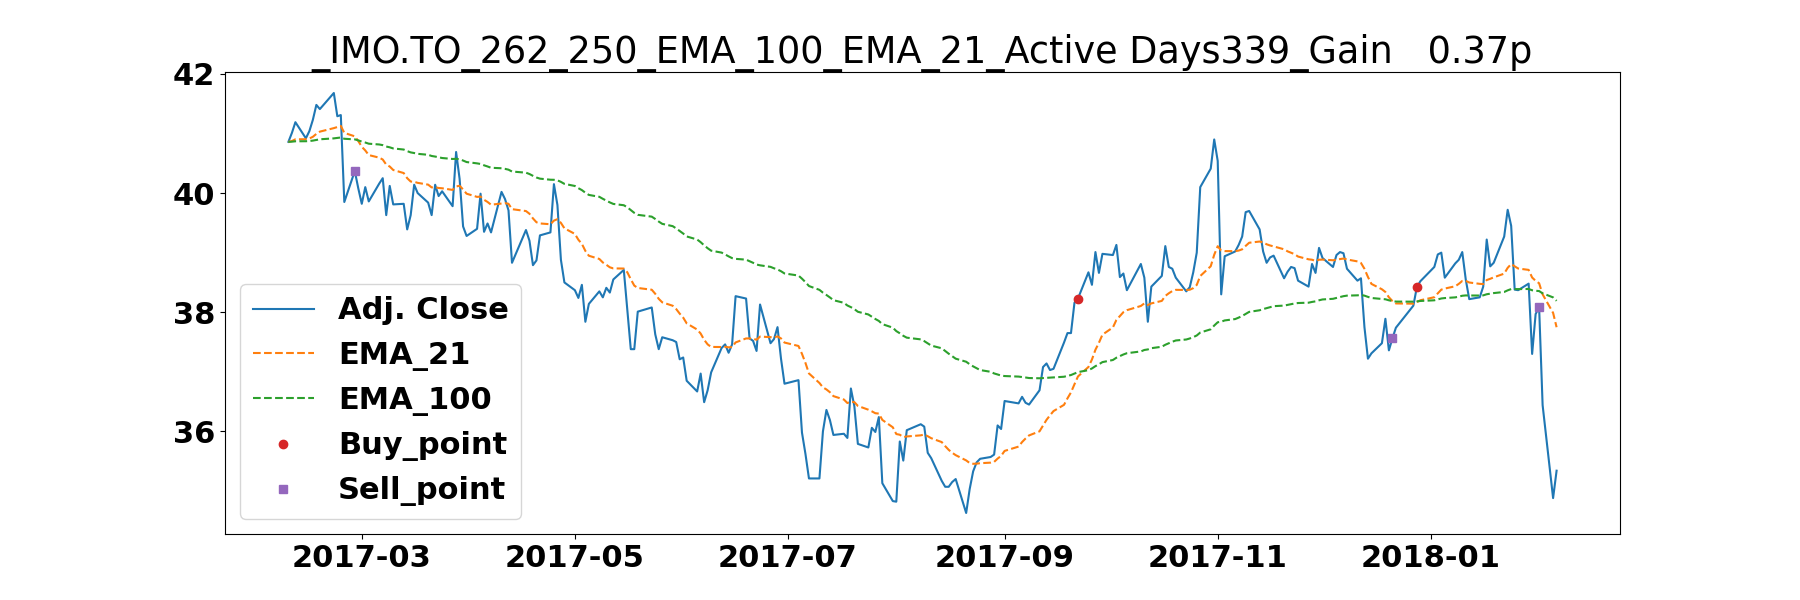 _IMO.TO_262_250_EMA_100_EMA_21_Active Days339_Gain   0.37p
42
40
38
36
Adj. Close
EMA_21
EMA_100
Buy_point
Sell_point
2017-03 2017-05 2017-07 2017-09 2017-11 2018-01